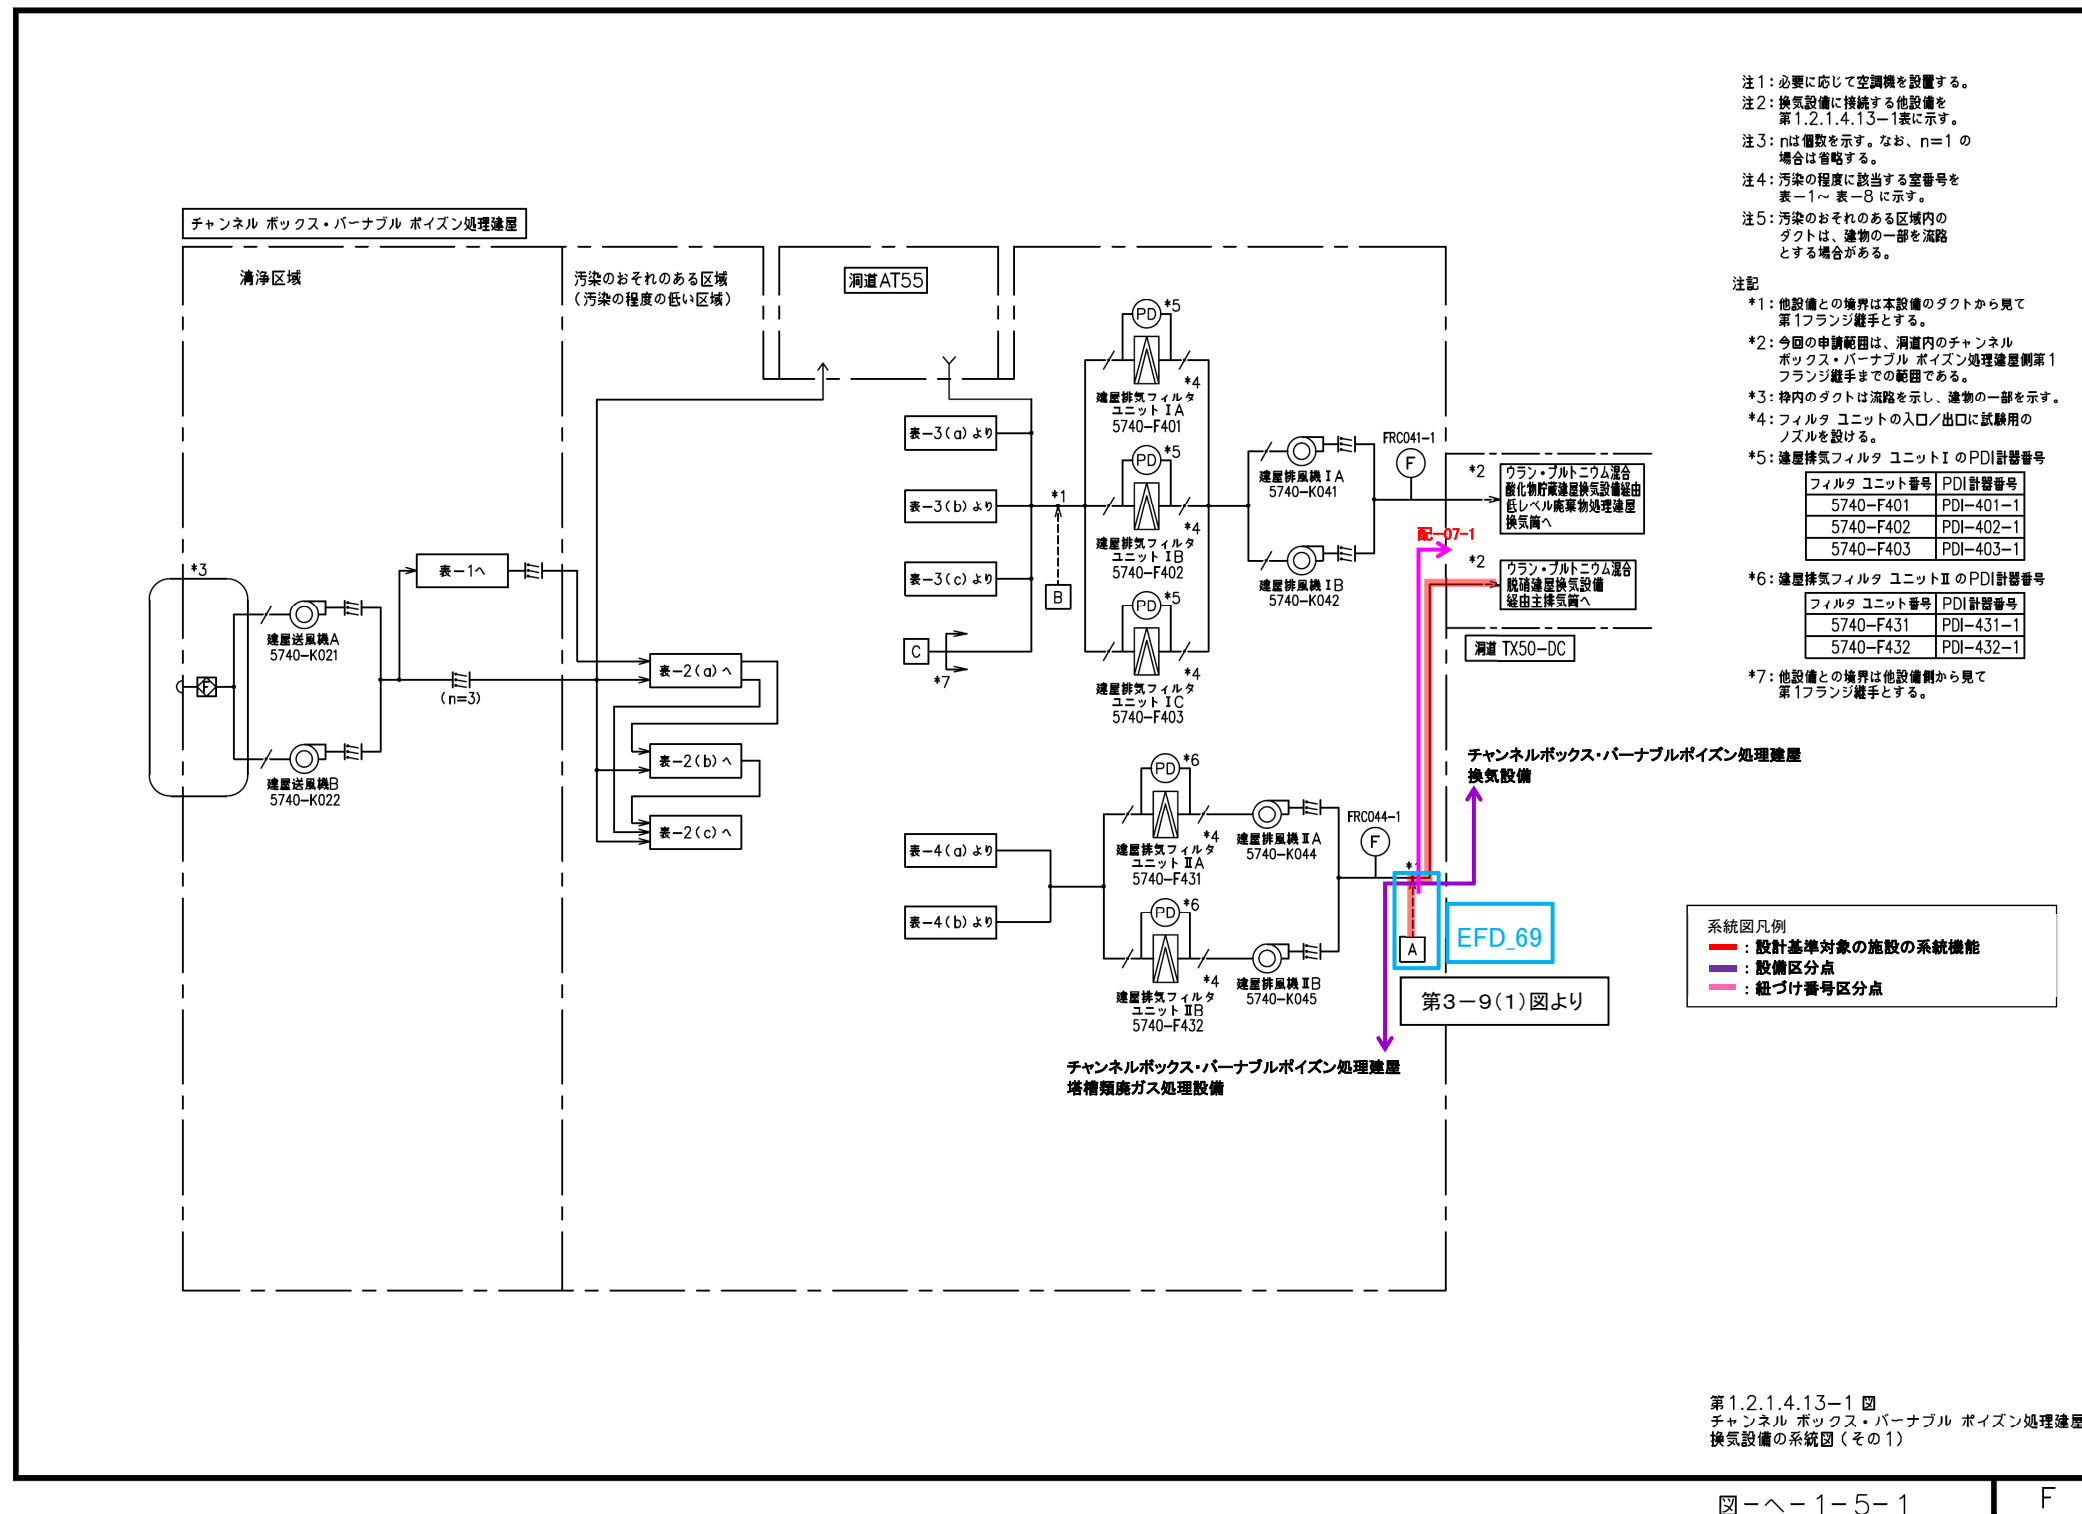 チャンネル ボックス・バーナブル ポイズン処理建屋
清浄区域
汚染のおそれのある区域
（汚染の程度の低い区域）
洞道AT55
*3
建屋送風機A
5740-K021
建屋送風機B
5740-K022
F
表-1へ
(n=3)
表-2(a)へ
表-2(b)へ
表-2(c)へ
表-3(a)より
表-3(b)より
表-3(c)より
C
*7
*1
B
PD
*5
*4
建屋排気フィルタ
ユニットⅠA
5740-F401
PD
*5
*4
建屋排気フィルタ
ユニットⅠB
5740-F402
PD
*5
*4
建屋排気フィルタ
ユニットⅠC
5740-F403
建屋排風機ⅠA
5740-K041
建屋排風機ⅠB
5740-K042
FRC041-1
F
*2
ウラン・プルトニウム混合
酸化物貯蔵建屋換気設備経由
低レベル廃棄物処理建屋
換気筒へ
配-07-1
*2
ウラン・プルトニウム混合
脱硝建屋換気設備
経由主排気筒へ
洞道 TX50-DC
表-4(a)より
表-4(b)より
PD
*6
*4
建屋排気フィルタ
ユニットⅡA
5740-F431
PD
*6
*4
建屋排気フィルタ
ユニットⅡB
5740-F432
建屋排風機ⅡA
5740-K044
建屋排風機ⅡB
5740-K045
FRC044-1
F
A
EFD_69
第3-9(1)図より
チャンネルボックス・バーナブルポイズン処理建屋
換気設備
チャンネルボックス・バーナブルポイズン処理建屋
塔槽類廃ガス処理設備
注1：必要に応じて空調機を設置する。
注2：換気設備に接続する他設備を
第1.2.1.4.13-1表に示す。
注3：nは個数を示す。なお、n=1 の
場合は省略する。
注4：汚染の程度に該当する室番号を
表-1～ 表-8 に示す。
注5：汚染のおそれのある区域内の
ダクトは、建物の一部を流路
とする場合がある。
注記
*1：他設備との境界は本設備のダクトから見て
第1フランジ継手とする。
*2：今回の申請範囲は、洞道内のチャンネル
ボックス・バーナブル ポイズン処理建屋側第1
フランジ継手までの範囲である。
*3：枠内のダクトは流路を示し、建物の一部を示す。
*4：フィルタ ユニットの入口／出口に試験用の
ノズルを設ける。
*5：建屋排気フィルタ ユニットⅠ のPDI計器番号
フィルタ ユニット番号 PDI計器番号
5740-F401 PDI-401-1
5740-F402 PDI-402-1
5740-F403 PDI-403-1
*6：建屋排気フィルタ ユニットⅡ のPDI計器番号
フィルタ ユニット番号 PDI計器番号
5740-F431 PDI-431-1
5740-F432 PDI-432-1
*7：他設備との境界は他設備側から見て
第1フランジ継手とする。
系統図凡例
：設計基準対象の施設の系統機能
：設備区分点
：紐づけ番号区分点
第1.2.1.4.13-1 図
チャンネル ボックス・バーナブル ポイズン処理建屋
換気設備の系統図（その1）
図-ヘ-1-5-1
F